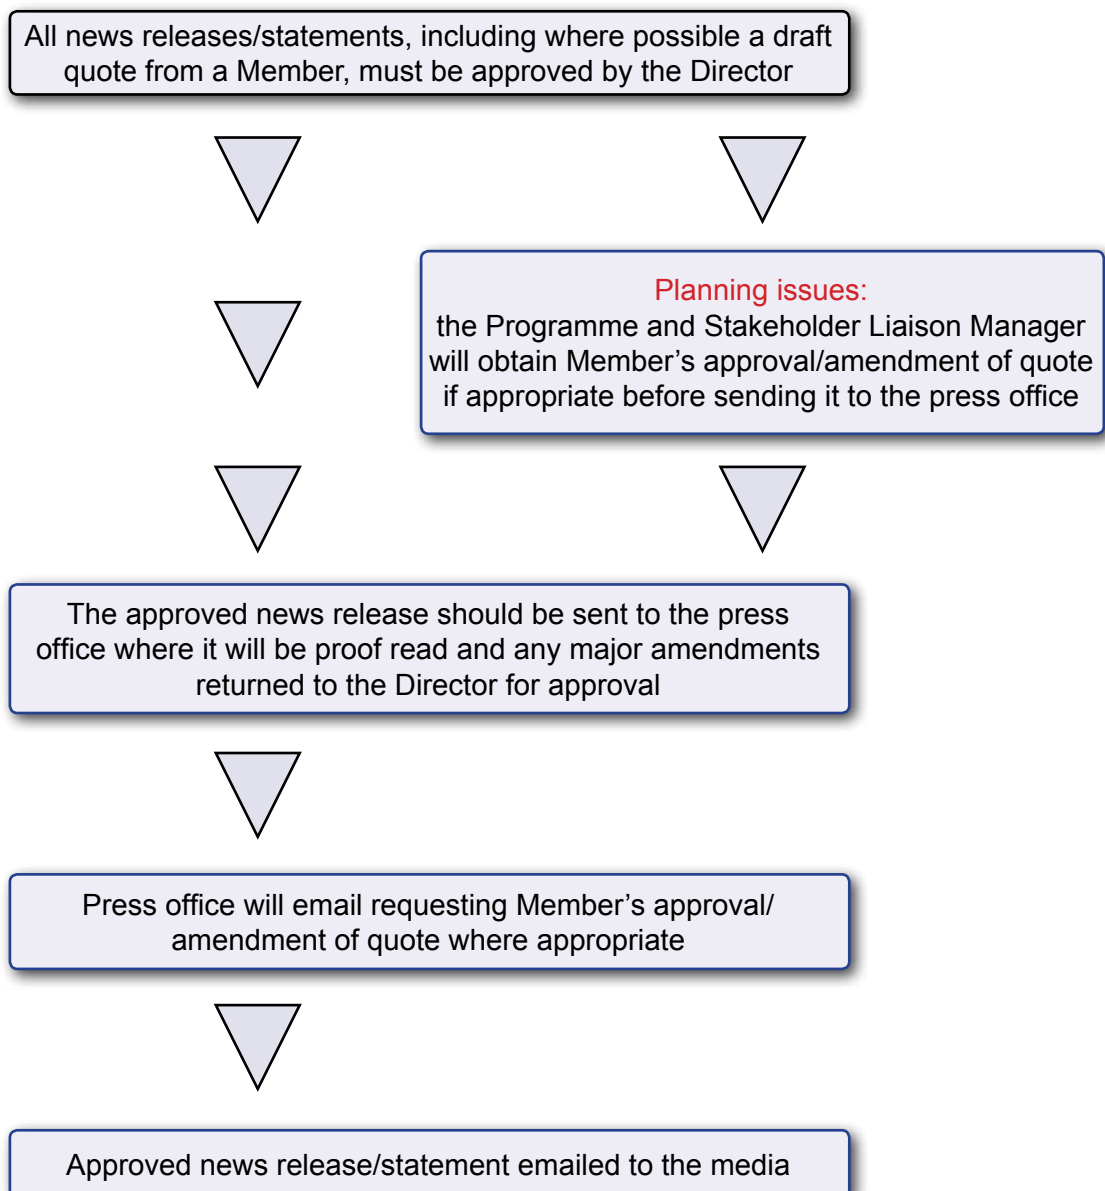 All news releases/statements, including where possible a draft
quote from a Member, must be approved by the Director
Planning issues:
the Programme and Stakeholder Liaison Manager
will obtain Member’s approval/amendment of quote
if appropriate before sending it to the press office
The approved news release should be sent to the press
office where it will be proof read and any major amendments
returned to the Director for approval
Press office will email requesting Member’s approval/
amendment of quote where appropriate
Approved news release/statement emailed to the media